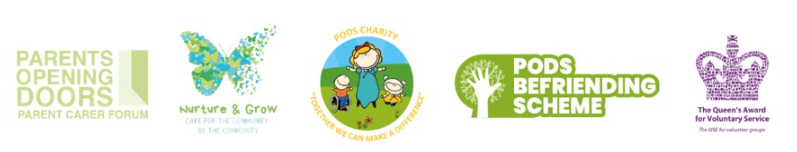 PARENTS
OPENING
DOORS
PARENT CARER FORUM
Nurture & Grow
CARE FOR THE COMMUNITY
BY THE COMMUNITY
PODS CHARITY
"TOGETHER WE CAN MAKE A DIFFERENCE"
PODS
BEFRIENDING
SCHEME
The Queen's Award
for Voluntary Service
The MBE for volunteer groups